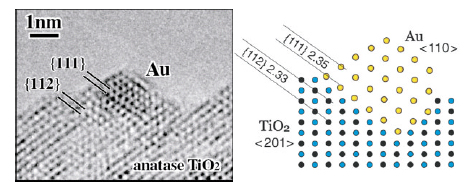 1nm
{111}
Au
{112}
anatase TiO2
Au
<110>
{111} 2.35
{112} 2.33
TiO2
<201>